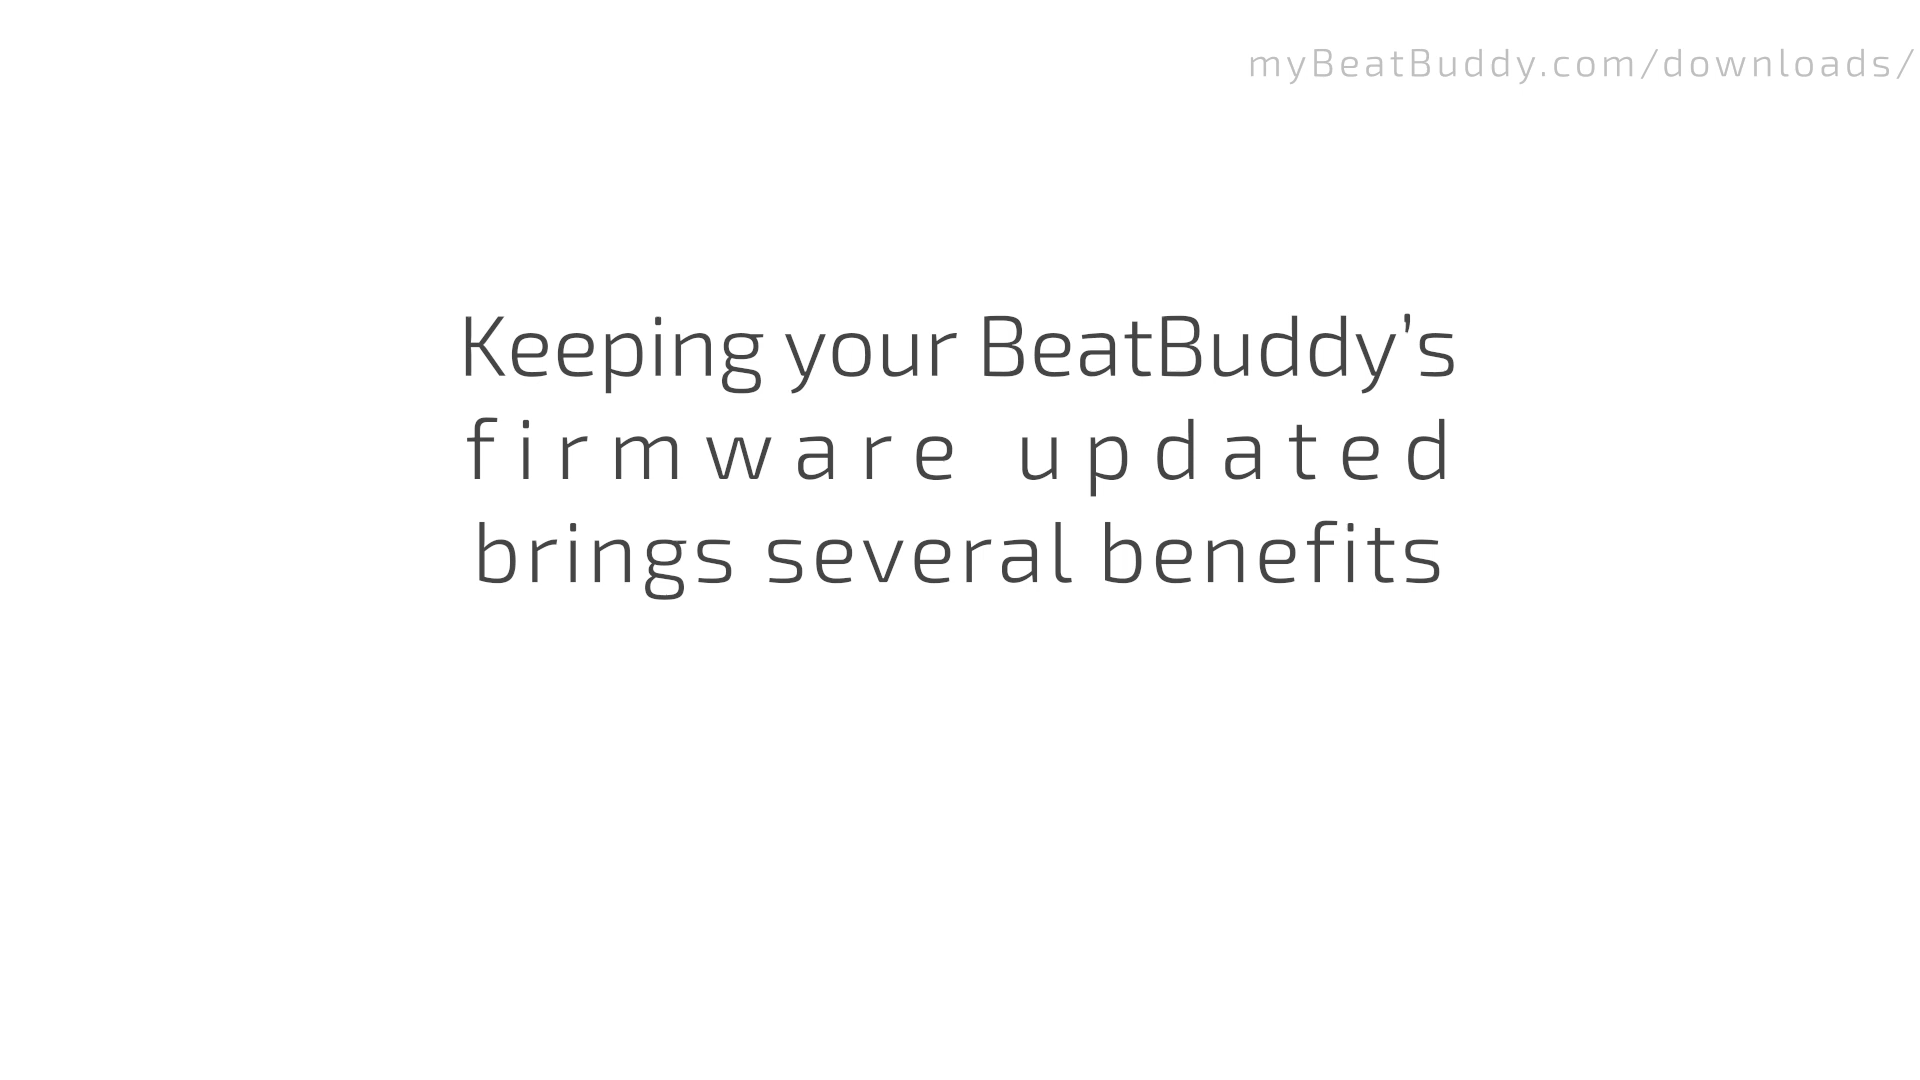 myBeatBuddy.com/downloads/
Keeping your BeatBuddy’s
firmware updated
brings several benefits